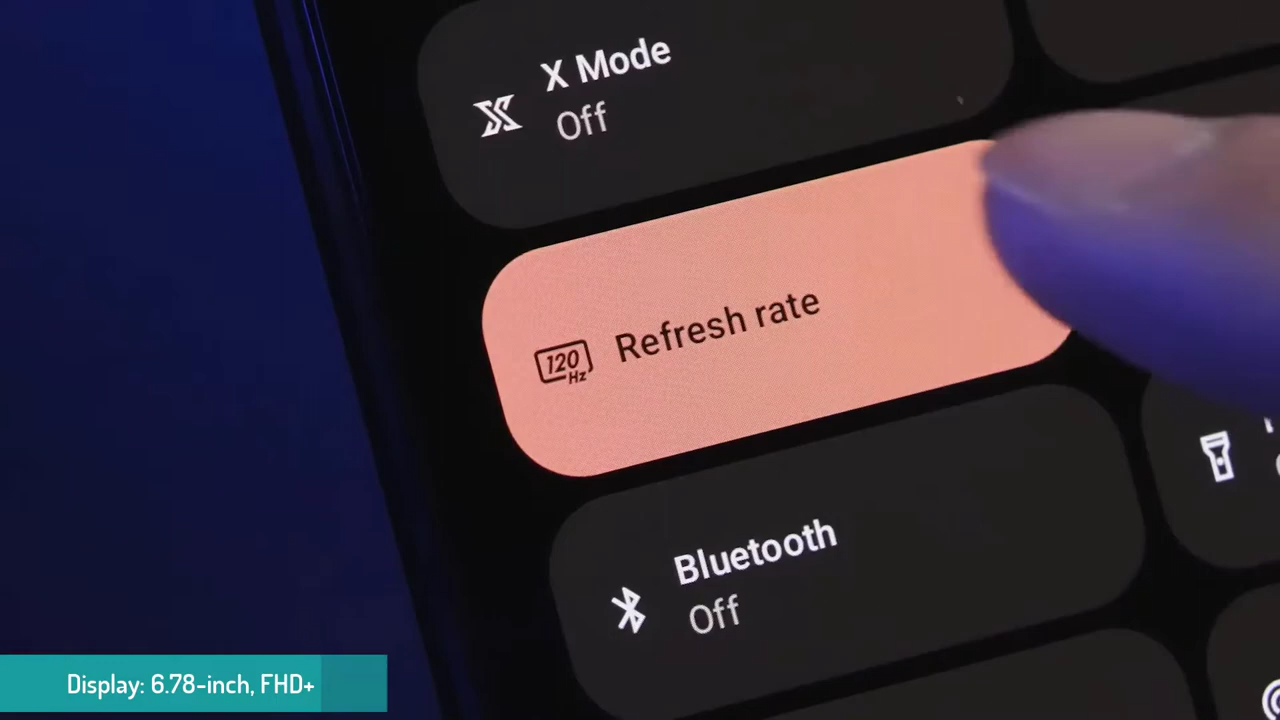 X Mode
Off
120
Hz
Refresh rate
Bluetooth
Off
Display: 6.78-inch, FHD+